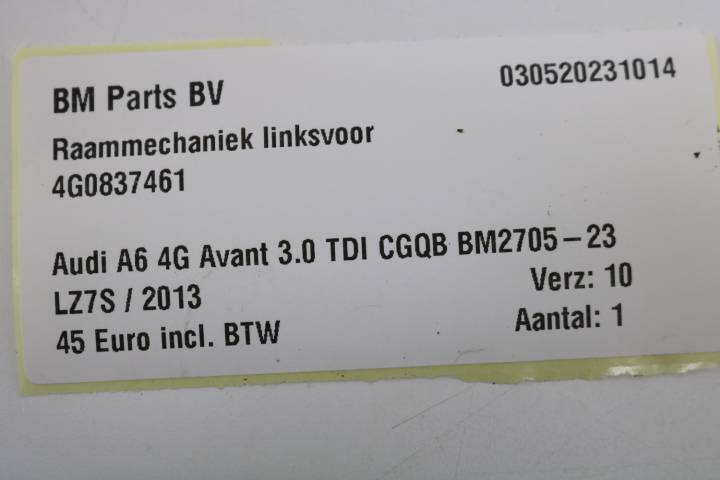 BM Parts BV
030520231014
Raammechaniek linksvoor
4G0837461
Audi A6 4G Avant 3.0 TDI CGQB BM2705-23
LZ7S / 2013
Verz: 10
45 Euro incl. BTW
Aantal: 1